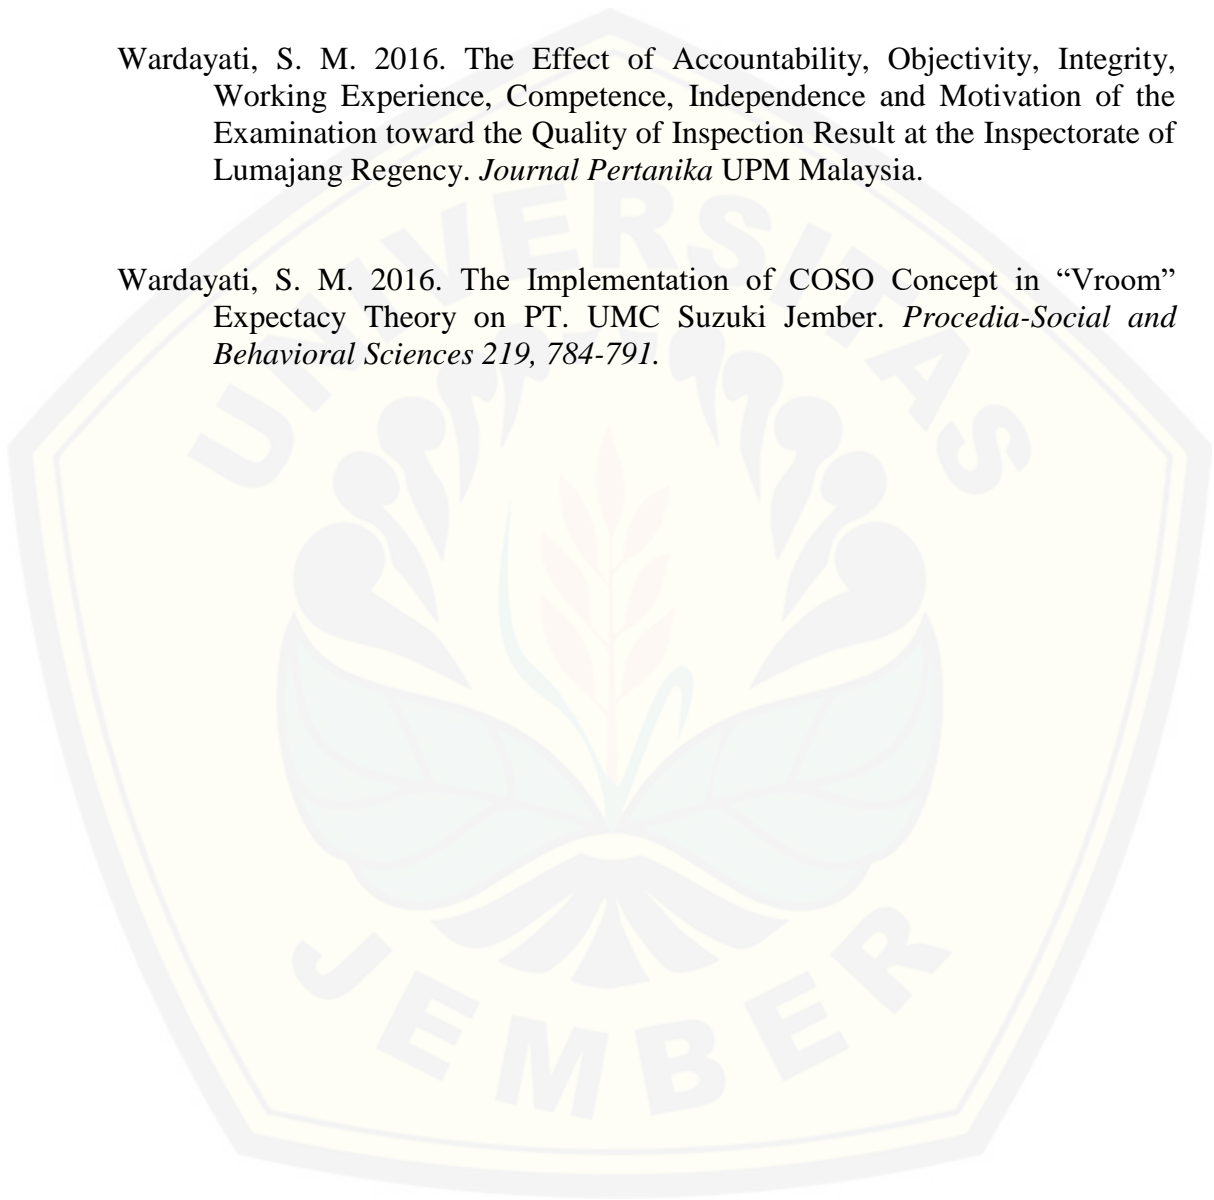 Wardayati, S. M. 2016. The Effect of Accountability, Objectivity, Integrity,
Working Experience, Competence, Independence and Motivation of the
Examination toward the Quality of Inspection Result at the Inspectorate of
Lumajang Regency. Journal Pertanika UPM Malaysia.
Wardayati, S. M. 2016. The Implementation of COSO Concept in “Vroom”
Expectacy Theory on PT. UMC Suzuki Jember. Procedia-Social and
Behavioral Sciences 219, 784-791.
UNIVERSITAS
JEMBER